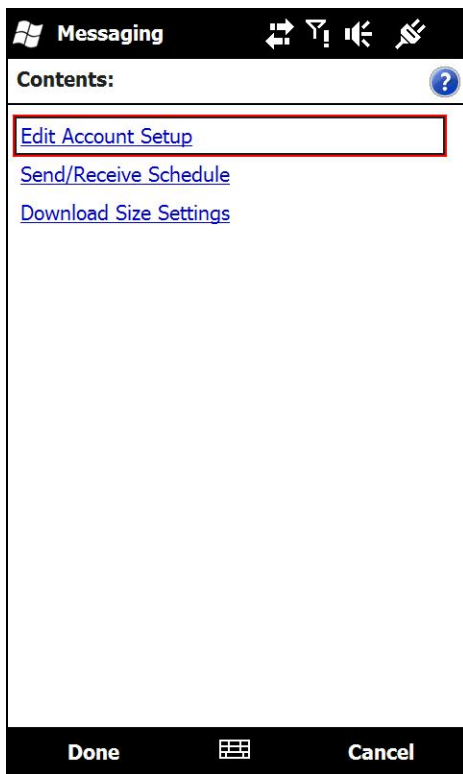 Messaging
Contents:
Edit Account Setup
Send/Receive Schedule
Download Size Settings
Done Cancel